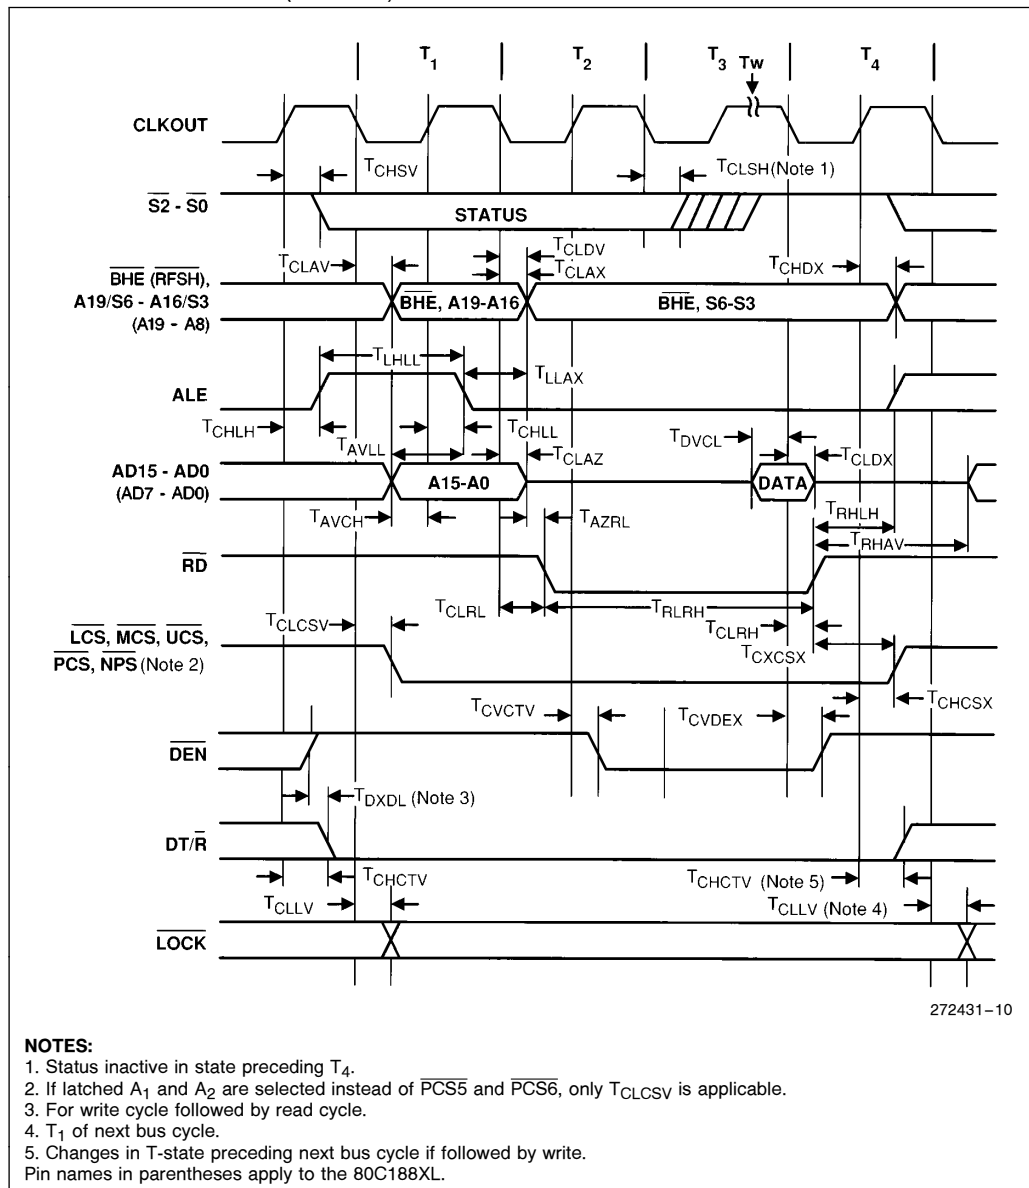 T1 T2 T3 TW T4
CLKOUT
TCHSV TCLSH (Note 1)
S2 - S0 STATUS
TCLDV
TCLAV TCLAX TCHDX
BHE (RFSH),
A19/S6 - A16/S3
(A19 - A8)
BHE, A19-A16 BHE, S6-S3
TLHLL
TLLAX
ALE
TCHLH TCHLL
TAVLL TDVCL
TCLAZ TCLDX
AD15 - AD0
(AD7 - AD0)
A15-A0 DATA
TRHLH
TAVCH TAZRL
TRHAV
RD
TCLRL TRLRH
TCLCSV TCLRH
LCS, MCS, UCS,
PCS, NPS (Note 2)
TCXCSX
TCHCSX
TCVCTV TCVDEX
DEN
TDXDL (Note 3)
DT/R
TCHCTV TCHCTV (Note 5)
TCLLV TCLLV (Note 4)
LOCK
272431-10
NOTES:
1. Status inactive in state preceding T4.
2. If latched A1 and A2 are selected instead of PCS5 and PCS6, only TCLCSV is applicable.
3. For write cycle followed by read cycle.
4. T1 of next bus cycle.
5. Changes in T-state preceding next bus cycle if followed by write.
Pin names in parentheses apply to the 80C188XL.